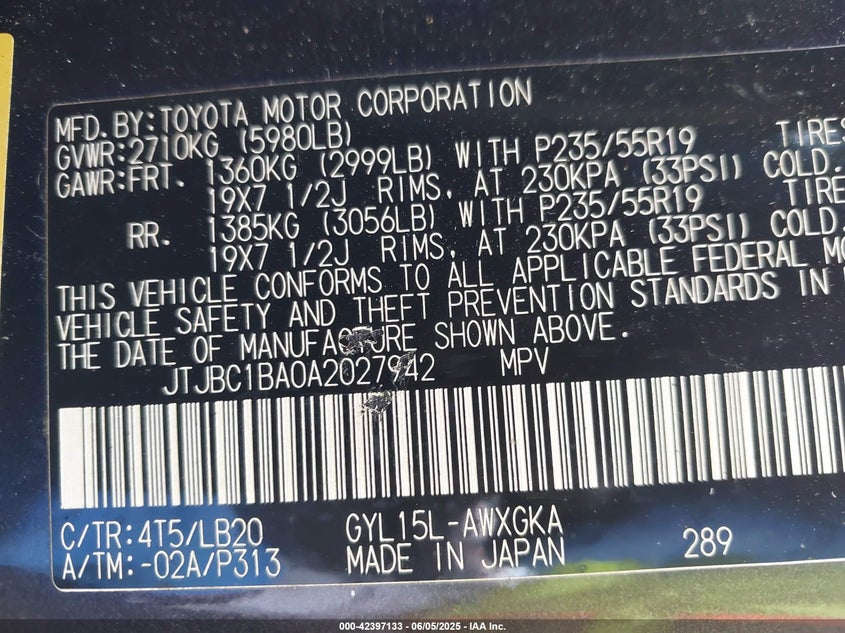 MFD.BY:TOYOTA MOTOR CORPORATION
GVWR:2710KG (5980LB)
GAWR:FRT. 1360KG (2999LB) WITH P235/55R19 TIRES
19X7 1/2J RIMS, AT 230KPA (33PSI) COLD.
RR. 1385KG (3056LB) WITH P235/55R19 TIRE
19X7 1/2J RIMS, AT 230KPA (33PSI) COLD.
THIS VEHICLE CONFORMS TO ALL APPLICABLE FEDERAL MO
VEHICLE SAFETY AND THEFT PREVENTION STANDARDS IN
THE DATE OF MANUFACTURE SHOWN ABOVE.
JTJBC1BA0A2027942 MPV
C/TR:4T5/LB20 GYL15L-AWXGKA
A/TM:-02A/P313 MADE IN JAPAN 289
000-42397133 - 06/05/2025 - IAA Inc.